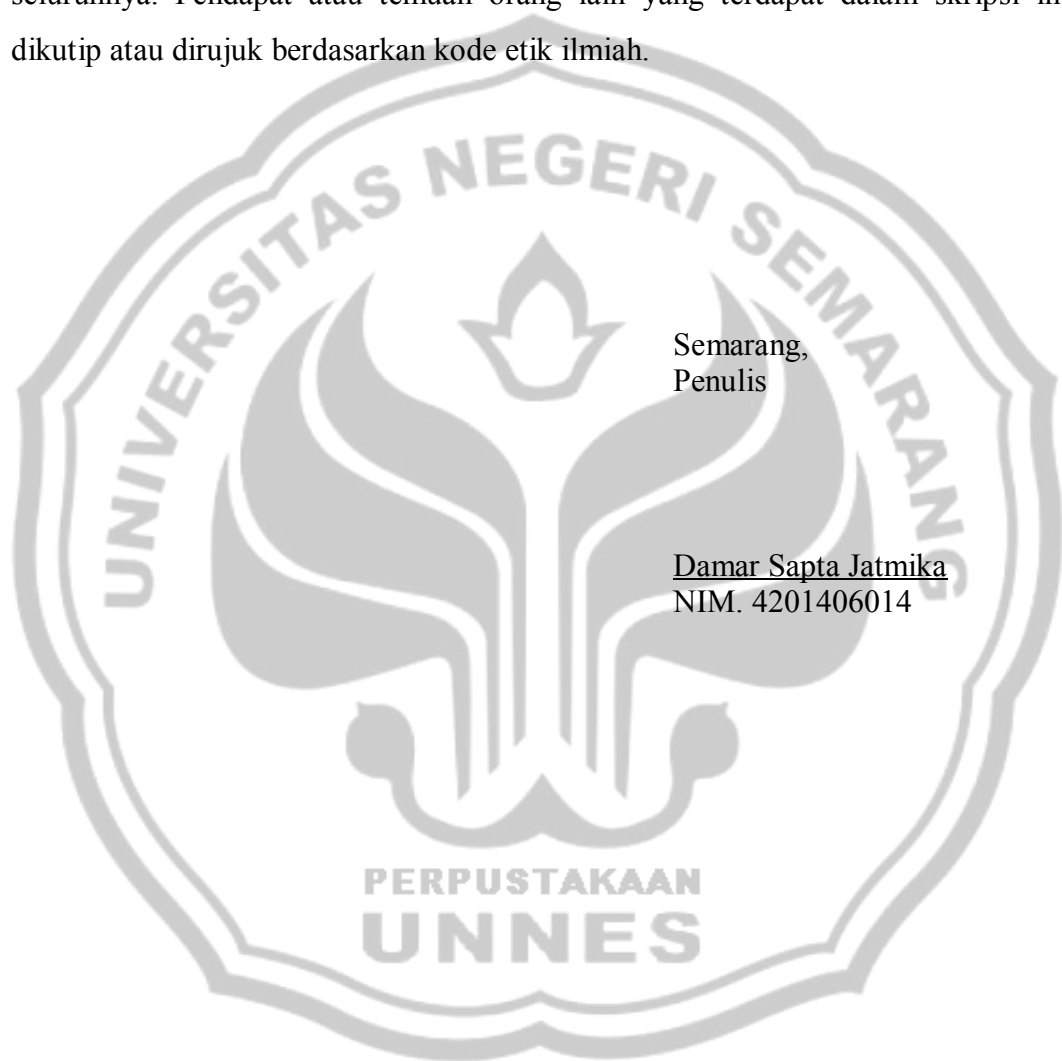 seluruhnya. Pendapat atau temuan orang lain yang terdapat dalam skripsi
dikutip atau dirujuk berdasarkan kode etik ilmiah.
UNIVERSITAS NEGERI SEMARANG
Semarang,
Penulis
Damar Sapta Jatmika
NIM. 4201406014
PERPUSTAKAAN
UNNES